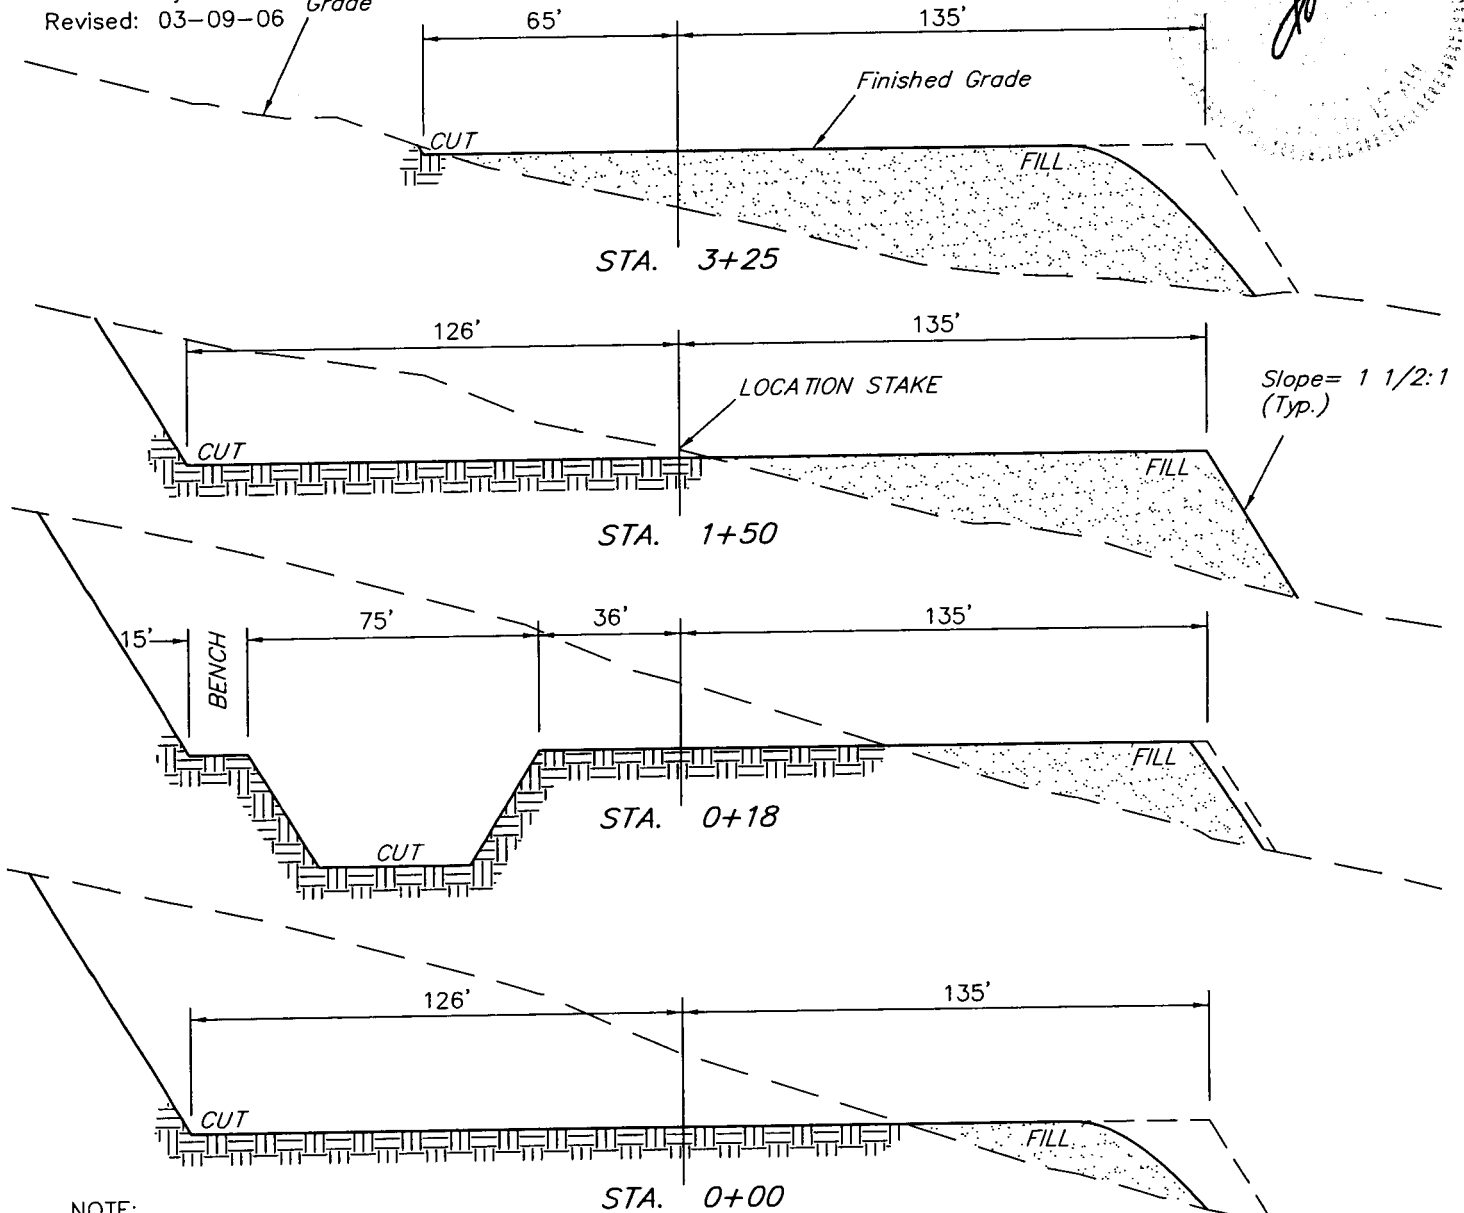 Grade
Revised: 03-09-06
65'
135'
Finished Grade
CUT
FILL
STA. 3+25
126'
135'
Slope= 1 1/2:1
(Typ.)
LOCATION STAKE
CUT
FILL
STA. 1+50
15'
BENCH
75'
36'
135'
FILL
STA. 0+18
CUT
126'
135'
CUT
FILL
STA. 0+00
NOTE: